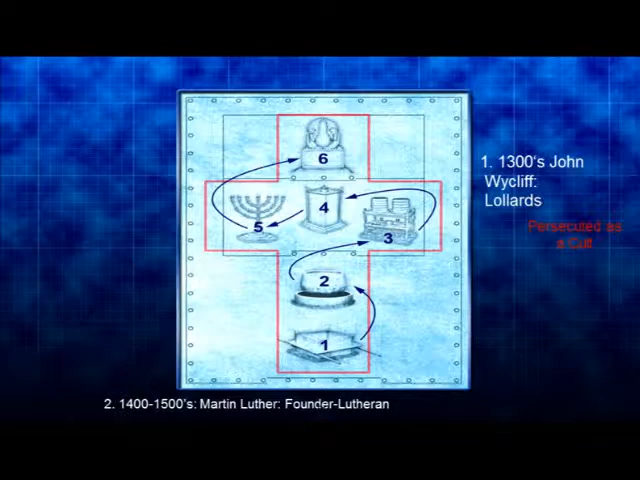 6
5
4
3
2
1
1. 1300's John
Wycliff:
Lollards
Persecuted as
a Cult
2. 1400-1500's: Martin Luther: Founder-Lutheran